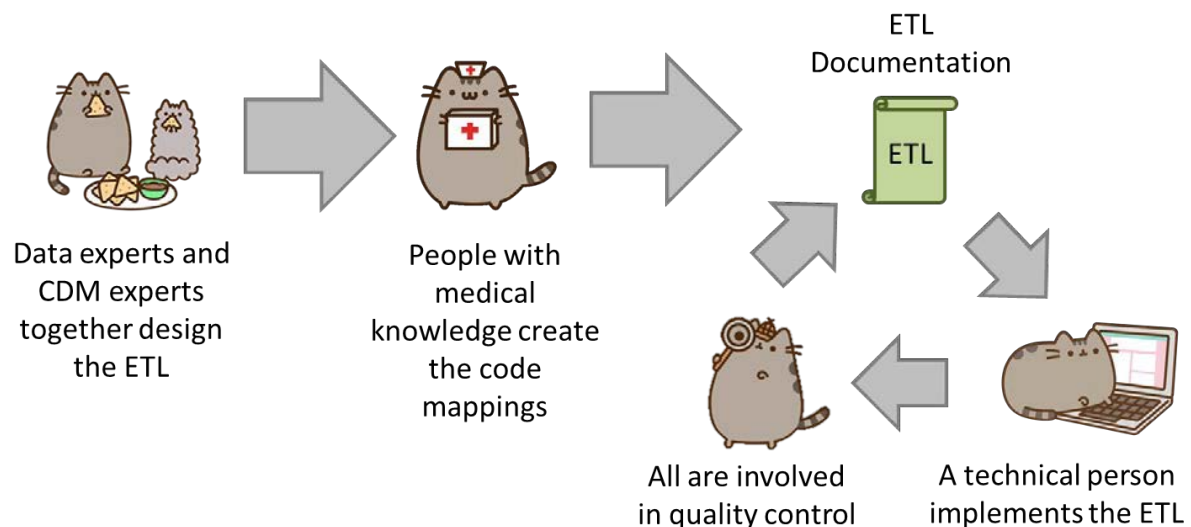 Data experts and
CDM experts
together design
the ETL
People with
medical
knowledge create
the code
mappings
ETL
Documentation
ETL
A technical person
implements the ETL
All are involved
in quality control